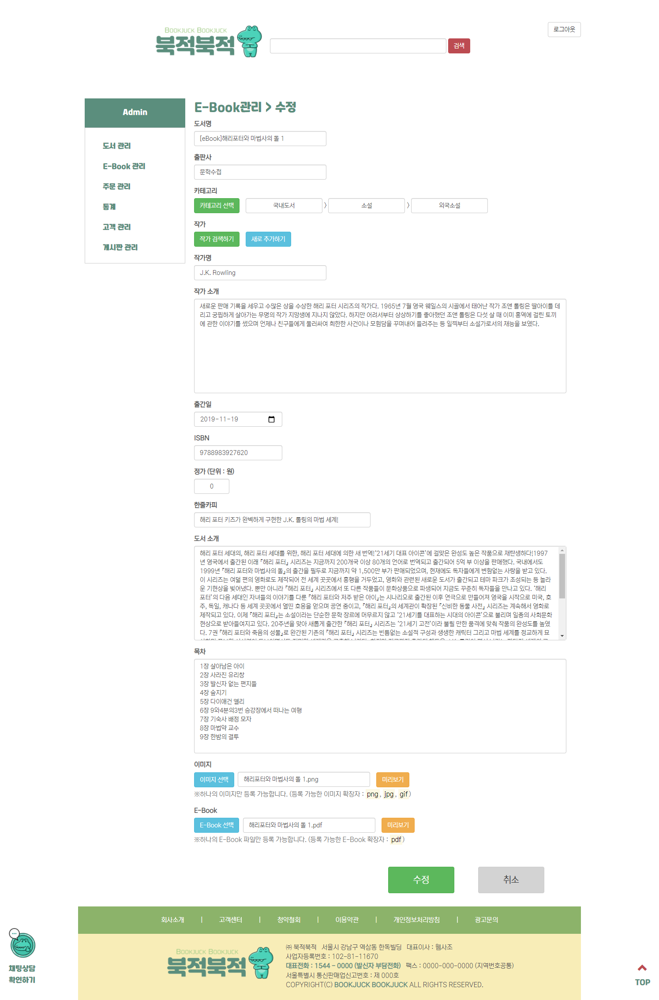 로그아웃
BOOKJUCK BOOKJUCK
북적북적
검색
Admin
도서 관리
E-Book 관리
주문 관리
통계
고객 관리
게시판 관리
E-Book관리 > 수정
도서명
[eBook]해리포터와 마법사의 돌 1
출판사
문학수첩
카테고리
카테고리 선택 국내도서 > 소설 > 외국소설
작가
작가 검색하기 새로 추가하기
작가명
J.K. Rowling
작가 소개
새로운 판매 기록을 세우고 수많은 상을 수상한 해리 포터 시리즈의 작가다. 1965년 7월 영국 웨일스의 시골에서 태어난 작가 조앤 롤링은 딸아이를 데
리고 궁핍하게 살아가는 무명의 작가 지망생에 지나지 않았다. 하지만 어려서부터 상상하기를 좋아했던 조앤 롤링은 다섯 살 때 이미 홍역에 걸린 토끼
에 관한 이야기를 썼으며 언제나 친구들에게 둘러싸여 희한한 사건이나 모험담을 꾸며내어 들려주는 등 일찍부터 소설가로서의 재능을 보였다.
출간일
2019-11-19
ISBN
9788983927620
정가 (단위 : 원)
0
한줄카피
해리 포터 키즈가 완벽하게 구현한 J.K. 롤링의 마법 세계!
도서 소개
해리 포터 세대의, 해리 포터 세대를 위한, 해리 포터 세대에 의한 새 번역!‘21세기 대표 아이콘’에 걸맞은 완성도 높은 작품으로 재탄생하다!1997
년 영국에서 출간된 이래 『해리 포터』 시리즈는 지금까지 200개국 이상 80개의 언어로 번역되고 출간되어 5억 부 이상을 판매했다. 국내에서도
1999년 『해리 포터와 마법사의 돌』의 출간을 필두로 지금까지 약 1,500만 부가 판매되었으며, 현재에도 독자들에게 변함없는 사랑을 받고 있다.
이 시리즈는 여덟 편의 영화로도 제작되어 전 세계 곳곳에서 흥행을 거두었고, 영화와 관련된 새로운 도서가 출간되고 테마 파크가 조성되는 등 놀라
운 기현상을 빚어냈다. 뿐만 아니라 『해리 포터』 시리즈에서 또 다른 작품들이 문화상품으로 파생되어 지금도 꾸준히 독자들을 만나고 있다. ‘해리
포터’의 다음 세대인 자녀들의 이야기를 다룬 『해리 포터와 저주 받은 아이』는 시나리오로 출간된 이후 연극으로 만들어져 영국을 시작으로 미국, 호
주, 독일, 캐나다 등 세계 곳곳에서 열띤 호응을 얻으며 공연 중이고, 『해리 포터』의 세계관이 확장된 『신비한 동물 사전』 시리즈는 계속해서 영화로
제작되고 있다. 이제 『해리 포터』는 소설이라는 단순한 문학 장르에 머무르지 않고 ‘21세기를 대표하는 시대의 아이콘’으로 불리며 일종의 사회문화
현상으로 받아들여지고 있다. 20주년을 맞아 새롭게 출간한 『해리 포터』 시리즈는 ‘21세기 고전’이라 불릴 만한 품격에 맞춰 작품의 완성도를 높였
다. 7권 『해리 포터와 죽음의 성물』로 완간된 기존의 『해리 포터』 시리즈는 빈틈없는 소설적 구성과 생생한 캐릭터 그리고 마법 세계를 정교하게 묘
목차
1장 살아남은 아이
2장 사라진 유리창
3장 발신자 없는 편지들
4장 숲지기
5장 다이애건 앨리
6장 9와4분의3번 승강장에서 떠나는 여행
7장 기숙사 배정 모자
8장 마법약 교수
9장 한밤의 결투
이미지
이미지 선택 해리포터와 마법사의 돌 1.png 미리보기
※하나의 이미지만 등록 가능합니다. (등록 가능한 이미지 확장자 : png, jpg, gif)
E-Book
E-Book 선택 해리포터와 마법사의 돌 1.pdf 미리보기
※하나의 E-Book 파일만 등록 가능합니다. (등록 가능한 E-Book 확장자 : pdf)
수정 취소
회사소개 | 고객센터 | 청약철회 | 이용약관 | 개인정보처리방침 | 광고문의
BOOKJUCK BOOKJUCK
북적북적
㈜ 북적북적 서울시 강남구 역삼동 한독빌딩 대표이사 : 웹사조
사업자등록번호 : 102-81-11670
대표전화 : 1544 - 0000 (발신자 부담전화) 팩스 : 0000-000-0000 (지역번호공통)
서울특별시 통신판매업신고번호 : 제 000호
COPYRIGHT(C) BOOKJUCK BOOKJUCK ALL RIGHTS RESERVED.
채팅상담
확인하기
TOP